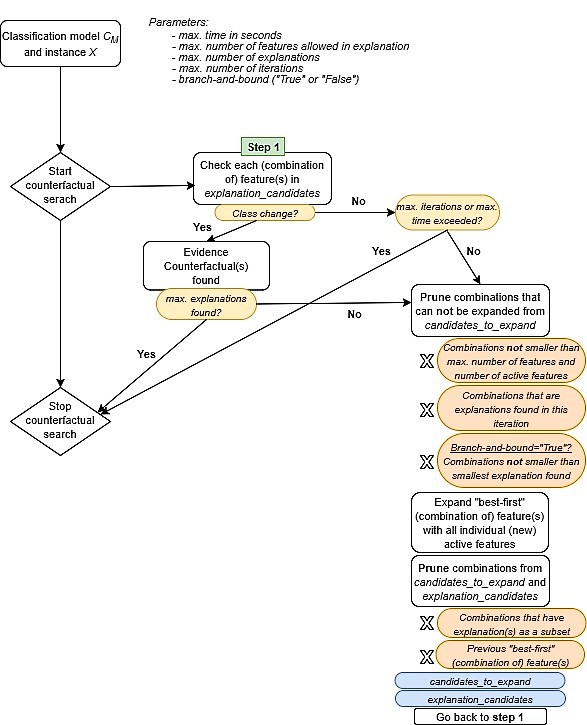 Classification model C_M
and instance X
Parameters:
- max. time in seconds
- max. number of features allowed in explanation
- max. number of explanations
- max. number of iterations
- branch-and-bound ("True" or "False")
Start
counterfactual
serach
Step 1
Check each (combination
of) feature(s) in
explanation_candidates
Class change?
No
max. iterations or max.
time exceeded?
Yes
Evidence
Counterfactual(s)
found
max. explanations
found?
Yes
No
No
Yes
Stop
counterfactual
search
Prune combinations that
can not be expanded from
candidates_to_expand
X
Combinations not smaller than
max. number of features and
number of active features
X
Combinations that are
explanations found in this
iteration
X
Branch-and-bound="True"?
Combinations not smaller than
smallest explanation found
Expand "best-first"
(combination of) feature(s)
with all individual (new)
active features
Prune combinations from
candidates_to_expand and
explanation_candidates
X
Combinations that have
explanation(s) as a subset
X
Previous "best-first"
(combination of) feature(s)
candidates_to_expand
explanation_candidates
Go back to step 1